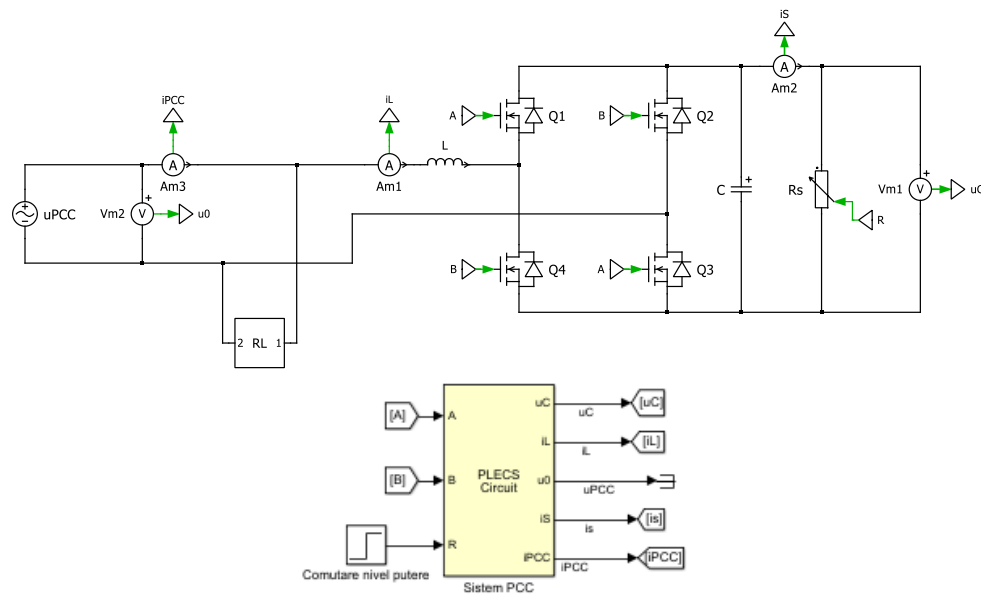 iS
A
Am2
iPCC
iL
A
Q1
B
Q2
L
A
Am3
A
Am1
C
+
Rs
+
Vm1
V
uC
R
uPCC
Vm2
+
V
u0
B
Q4
A
Q3
2 RL 1
[A]
A
uC
uC
[uC]
iL
iL
[iL]
[B]
B
PLECS
Circuit
u0
uPCC
iS
is
[is]
R
iPCC
iPCC
[iPCC]
Comutare nivel putere
Sistem PCC